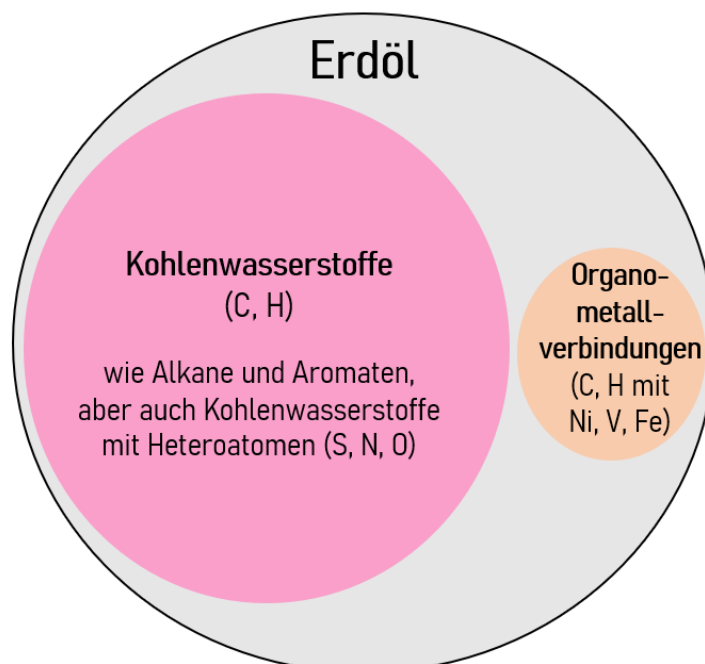 Erdöl
Kohlenwasserstoffe
(C, H)
wie Alkane und Aromaten,
aber auch Kohlenwasserstoffe
mit Heteroatomen (S, N, O)
Organo-
metall-
verbindungen
(C, H mit
Ni, V, Fe)